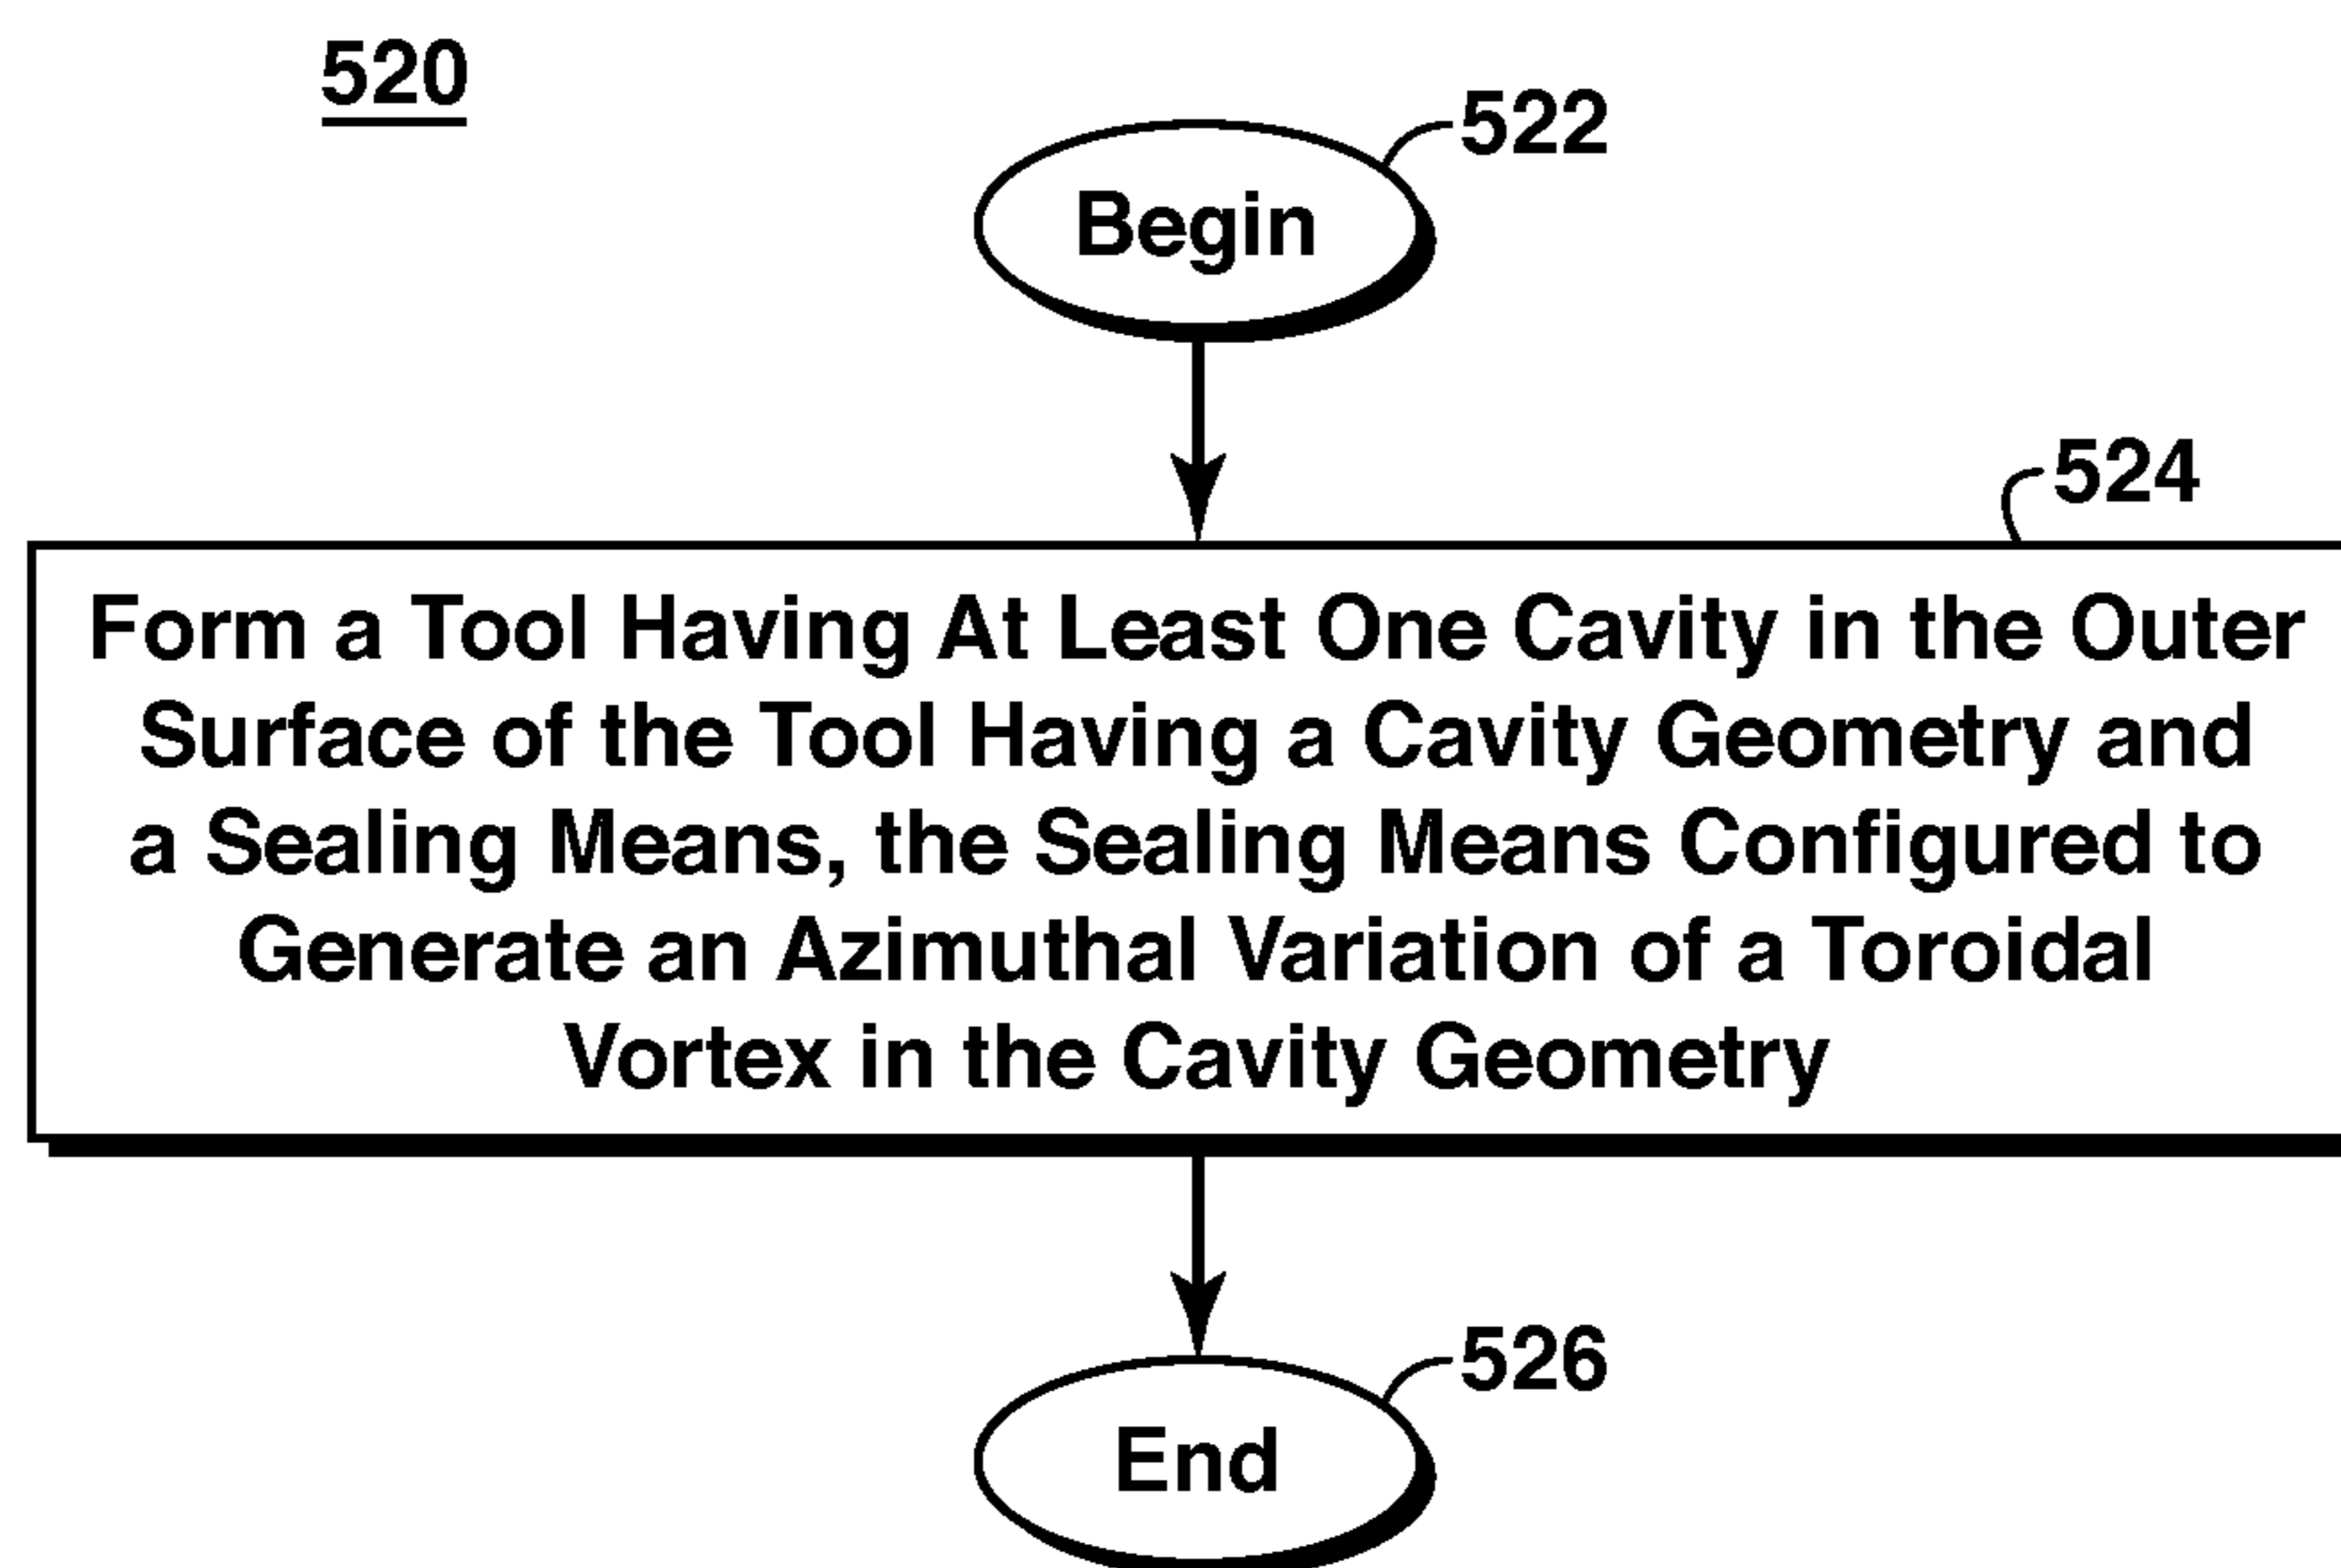 520
522
Begin
524
Form a Tool Having At Least One Cavity in the Outer
Surface of the Tool Having a Cavity Geometry and
a Sealing Means, the Sealing Means Configured to
Generate an Azimuthal Variation of a Toroidal
Vortex in the Cavity Geometry
526
End